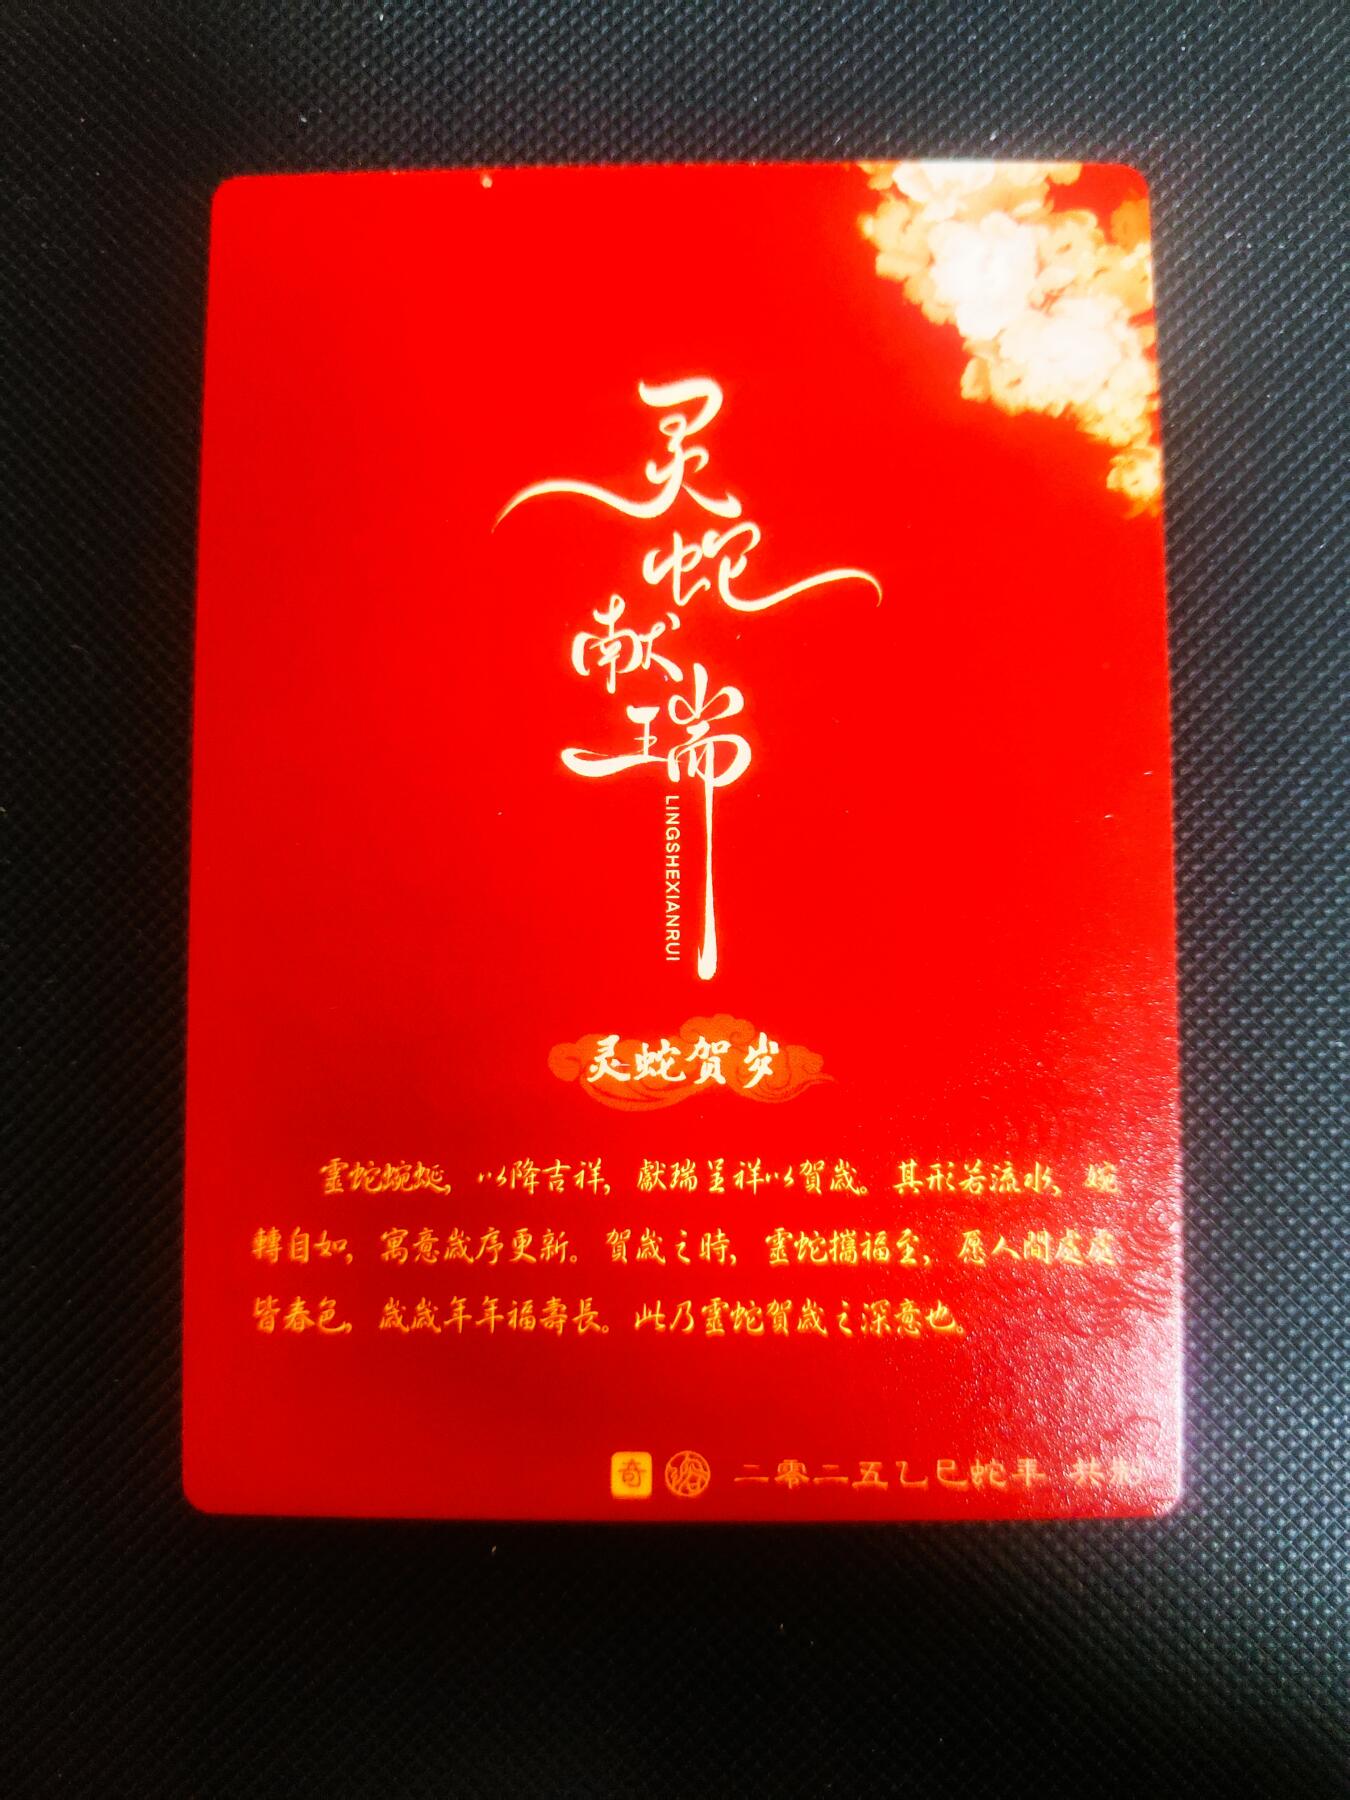 灵蛇献瑞
LINGSHEXIANRUI
灵蛇贺岁
靈蛇蜿蜒，以降吉祥，獻瑞呈祥以賀歲。其形若流水，婉
轉自如，寓意歲序更新。賀歲之時，靈蛇攜福至，愿人間處處
皆春色，歲歲年年福壽長。此乃靈蛇賀歲之深意也。
奇
二零二五乙巳蛇年 共制